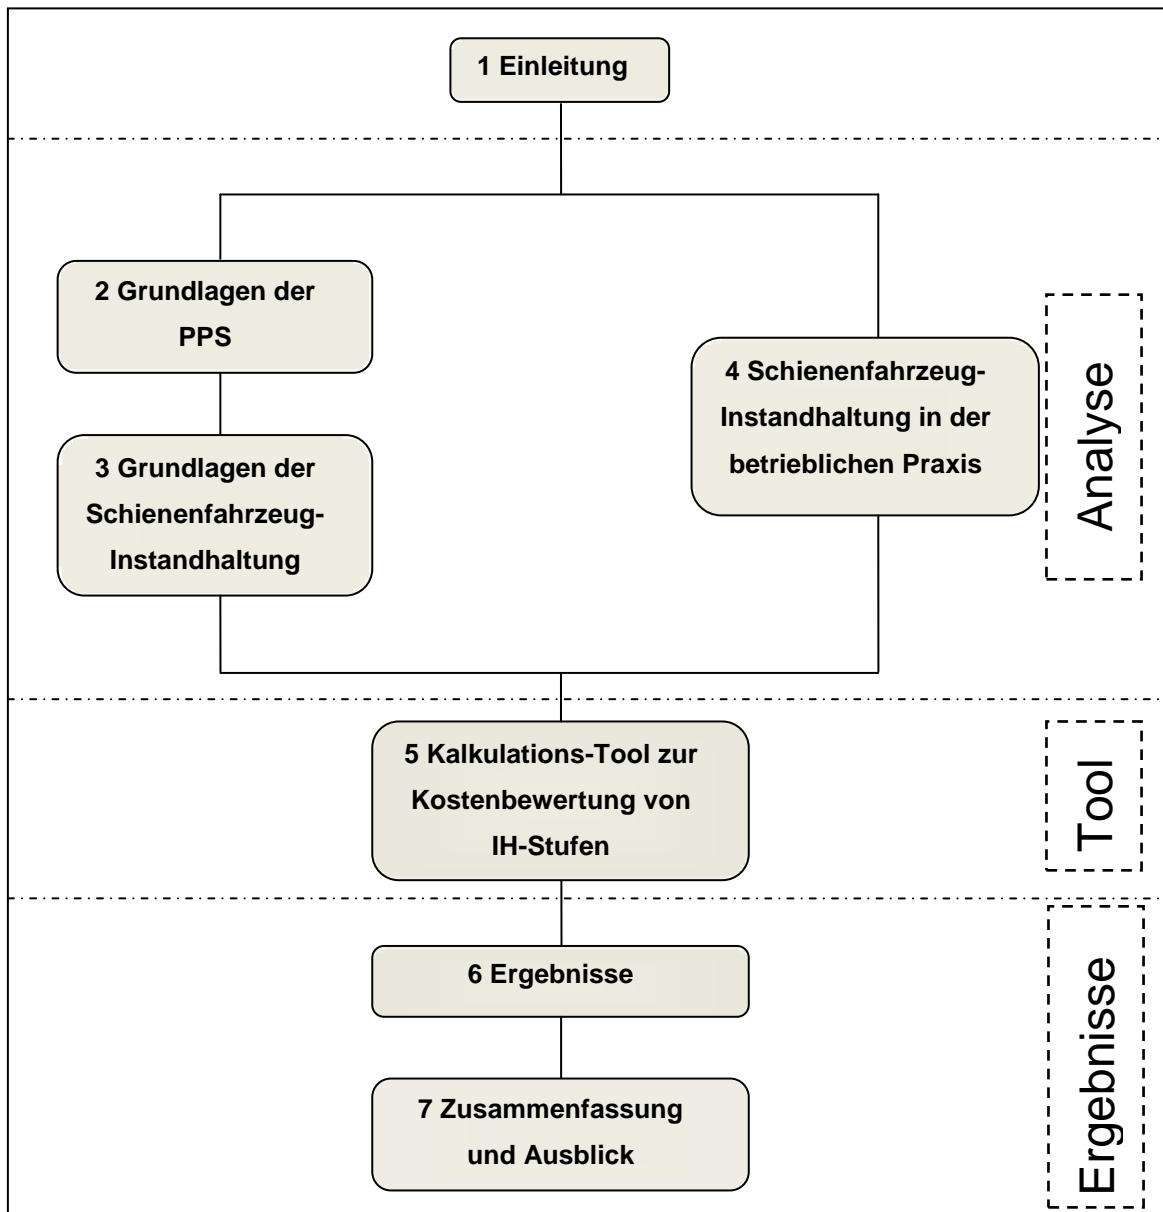 1 Einleitung
2 Grundlagen der
PPS
3 Grundlagen der
Schienenfahrzeug-
Instandhaltung
4 Schienenfahrzeug-
Instandhaltung in der
betrieblichen Praxis
Analyse
5 Kalkulations-Tool zur
Kostenbewertung von
IH-Stufen
Tool
6 Ergebnisse
7 Zusammenfassung
und Ausblick
Ergebnisse